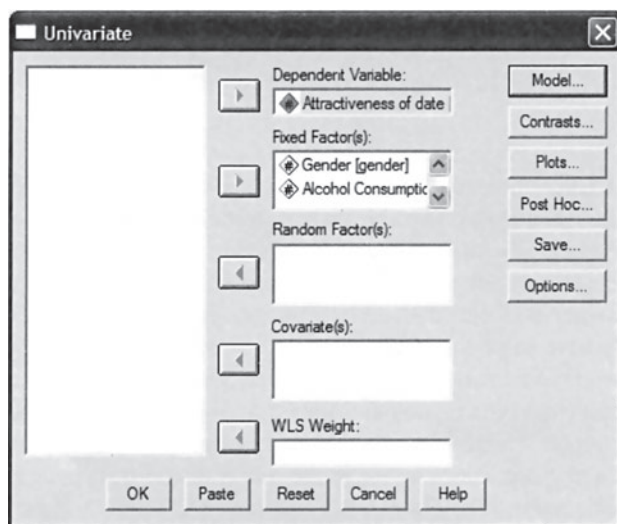 Univariate
Dependent Variable:
Attractiveness of date
Fixed Factor(s):
Gender [gender]
Alcohol Consumptic
Random Factor(s):
Covariate(s):
WLS Weight:
Model...
Contrasts...
Plots...
Post Hoc...
Save...
Options...
OK
Paste
Reset
Cancel
Help